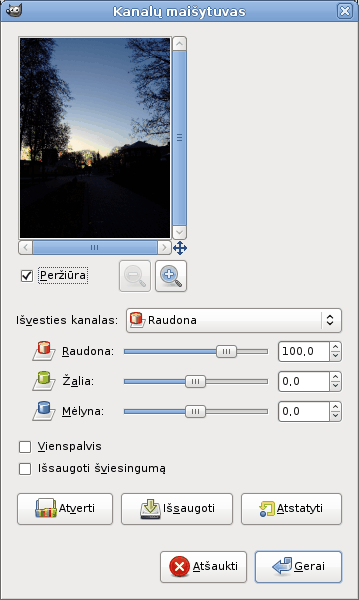 Kanalų maišytuvas
Peržiūra
Išvesties kanalas: Raudona
Raudona: 100,0
Žalia: 0,0
Mėlyna: 0,0
Vienspalvis
Išsaugoti šviesingumą
Atverti Išsaugoti Atstatyti
Atšaukti Gerai